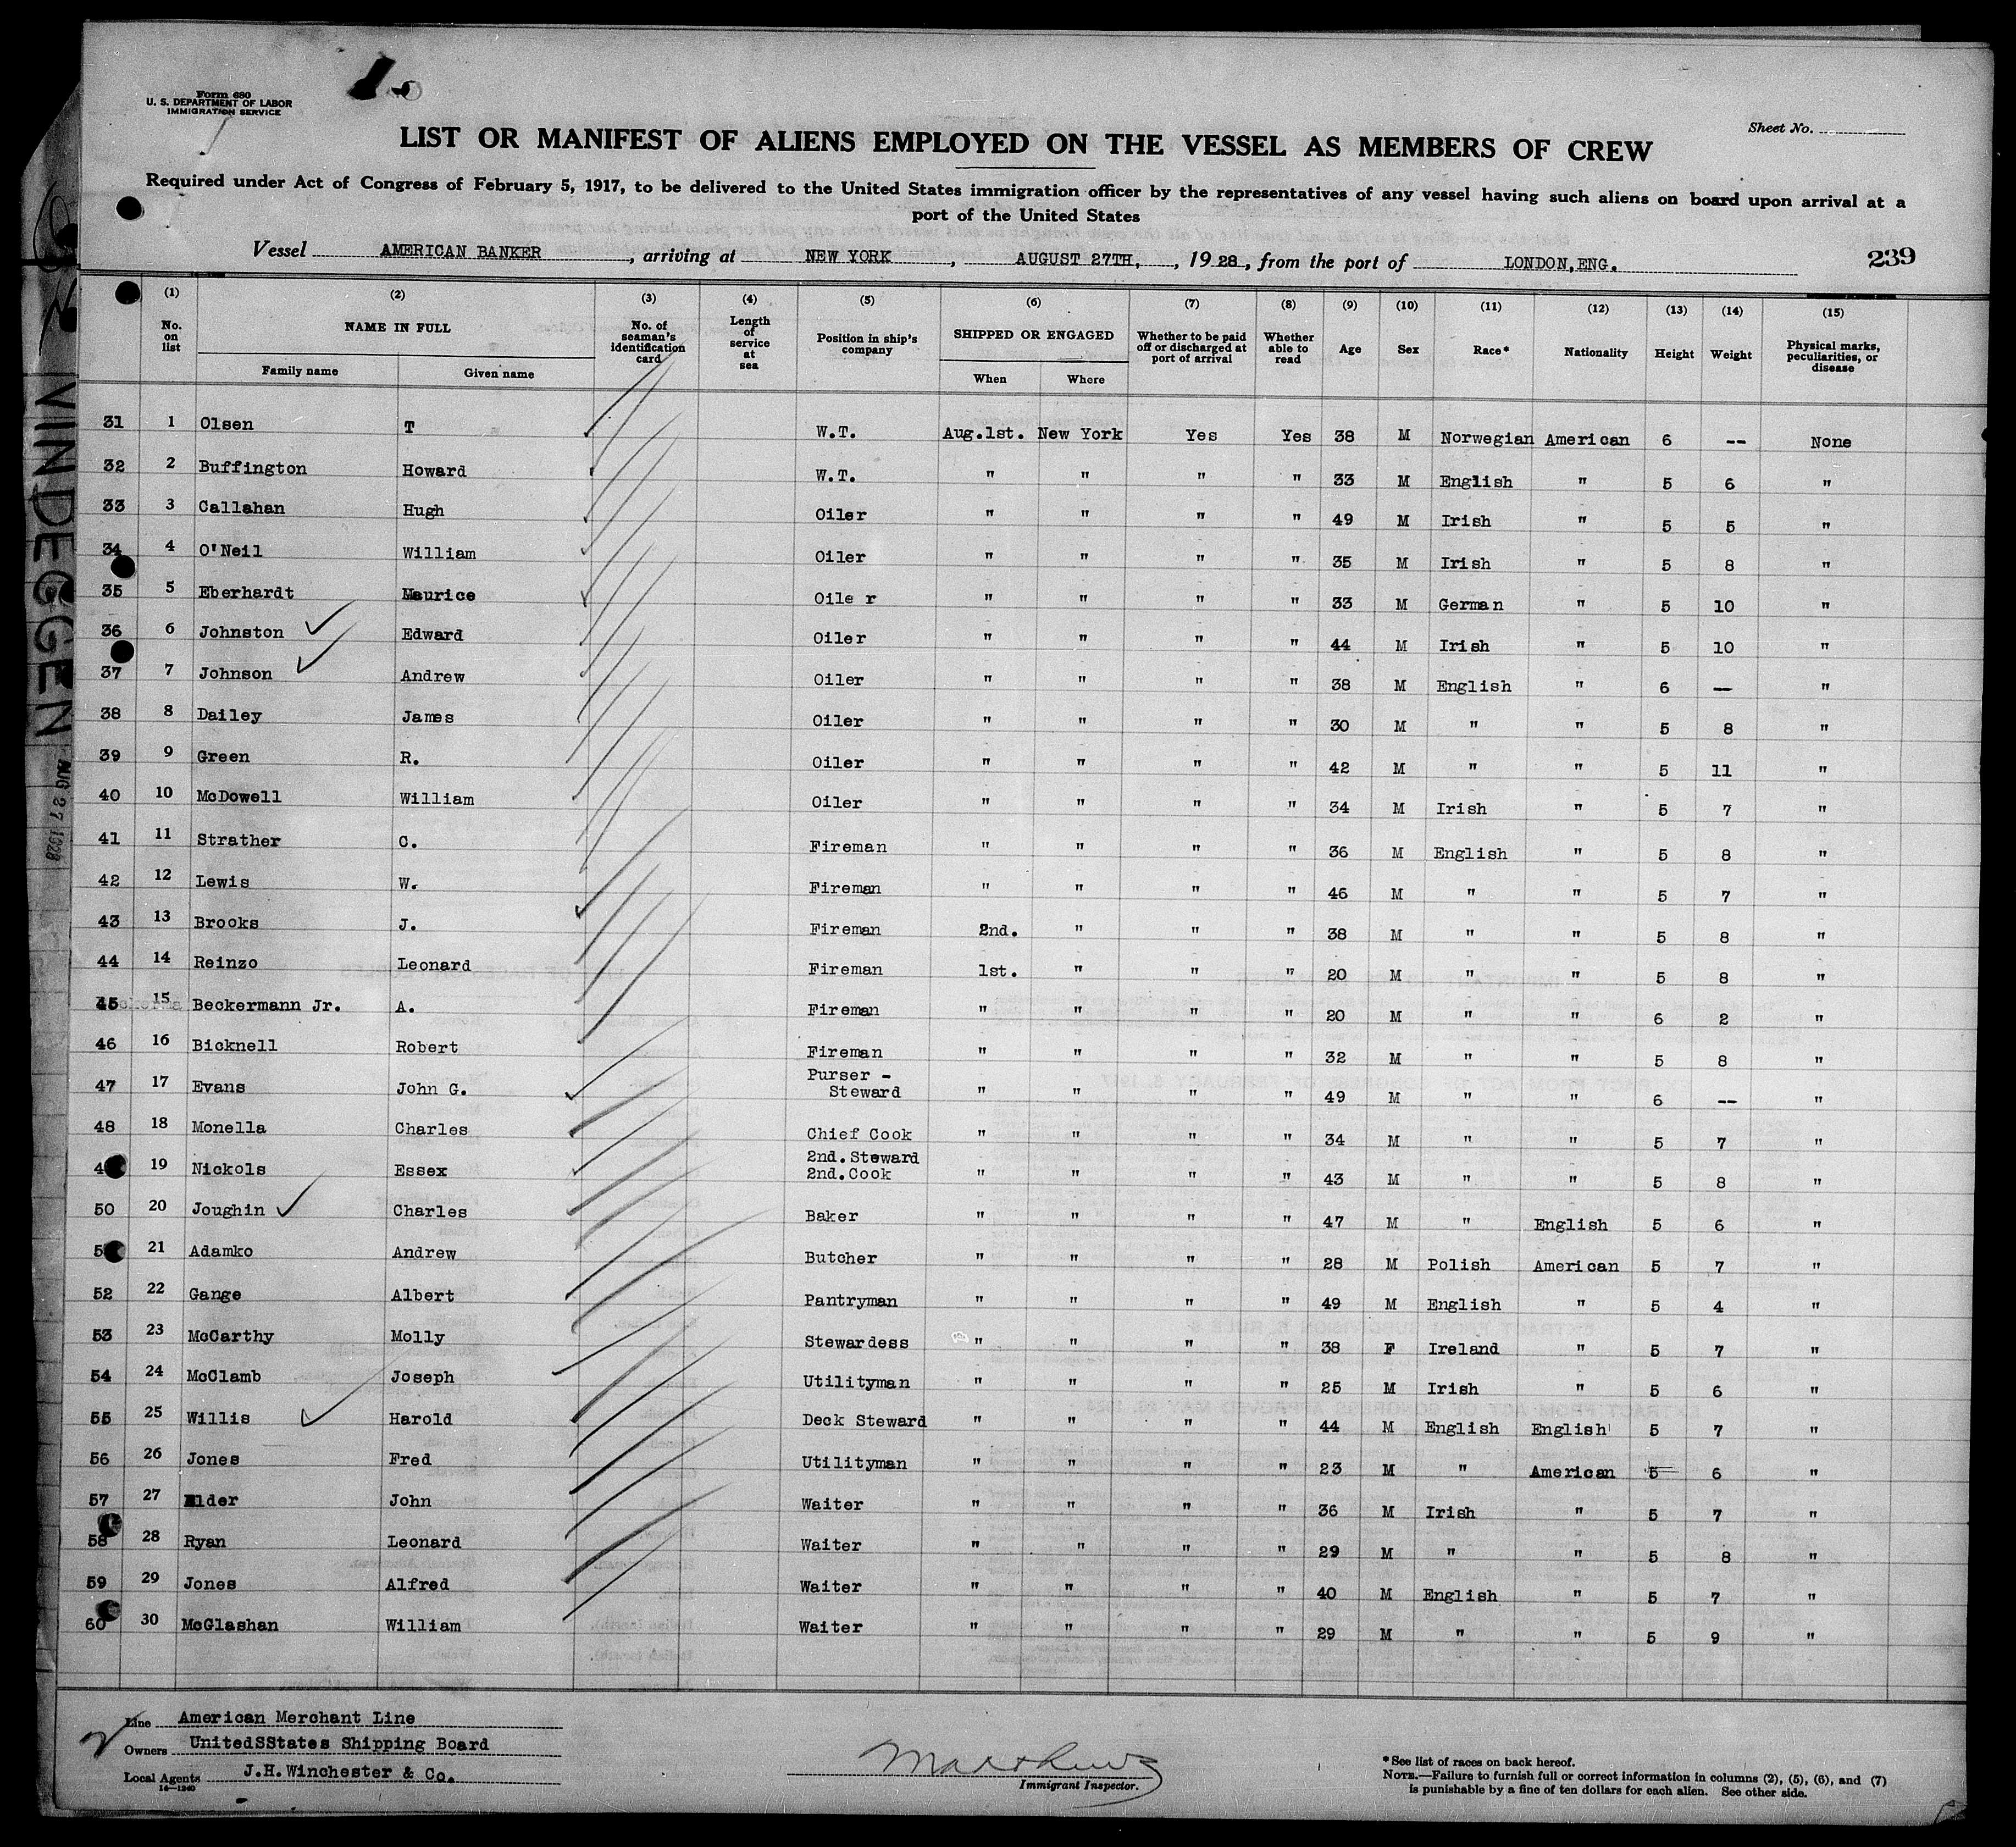 Form 680
U. S. DEPARTMENT OF LABOR
IMMIGRATION SERVICE
Sheet No.
LIST OR MANIFEST OF ALIENS EMPLOYED ON THE VESSEL AS MEMBERS OF CREW
Required under Act of Congress of February 5, 1917, to be delivered to the United States immigration officer by the representatives of any vessel having such aliens on board upon arrival at a
port of the United States
Vessel AMERICAN BANKER, arriving at NEW YORK, AUGUST 27TH, , 1928, from the port of LONDON,ENG. 239
(1) (2) (3) (4) (5) (6) (7) (8) (9) (10) (11) (12) (13) (14) (15)
No. on list NAME IN FULL No. of seaman's identification card Length of service at sea Position in ship's company SHIPPED OR ENGAGED Whether to be paid off or discharged at port of arrival Whether able to read Age Sex Race* Nationality Height Weight Physical marks, peculiarities, or disease
Family name Given name When Where
31 1 Olsen T W.T. Aug.1st. New York Yes Yes 38 M Norwegian American 6 -- None
32 2 Buffington Howard W.T. " " " " 33 M English " 5 6 "
33 3 Callahan Hugh Oiler " " " " 49 M Irish " 5 5 "
34 4 O'Neil William Oiler " " " " 35 M Irish " 5 8 "
35 5 Eberhardt Maurice Oile r " " " " 33 M German " 5 10 "
36 6 Johnston Edward Oiler " " " " 44 M Irish " 5 10 "
37 7 Johnson Andrew Oiler " " " " 38 M English " 6 -- "
38 8 Dailey James Oiler " " " " 30 M " " 5 8 "
39 9 Green R. Oiler " " " " 42 M " " 5 11 "
40 10 McDowell William Oiler " " " " 34 M Irish " 5 7 "
41 11 Strather C. Fireman " " " " 36 M English " 5 8 "
42 12 Lewis W. Fireman " " " " 46 M " " 5 7 "
43 13 Brooks J. Fireman 2nd. " " " 38 M " " 5 8 "
44 14 Reinzo Leonard Fireman 1st. " " " 20 M " " 5 8 "
45 15 Beckermann Jr. A. Fireman " " " " 20 M " " 6 2 "
46 16 Bicknell Robert Fireman " " " " 32 M " " 5 8 "
47 17 Evans John G. Purser - Steward " " " " 49 M " " 6 -- "
48 18 Monella Charles Chief Cook " " " " 34 M " " 5 7 "
4 19 Nickols Essex 2nd.Steward 2nd.Cook " " " " 43 M " " 5 8 "
50 20 Joughin Charles Baker " " " " 47 M " English 5 6 "
5 21 Adamko Andrew Butcher " " " " 28 M Polish American 5 7 "
52 22 Gange Albert Pantryman " " " " 49 M English " 5 4 "
53 23 McCarthy Molly Stewardess " " " " 38 F Ireland " 5 7 "
54 24 McClamb Joseph Utilityman " " " " 25 M Irish " 5 6 "
55 25 Willis Harold Deck Steward " " " " 44 M English English 5 7 "
56 26 Jones Fred Utilityman " " " " 23 M " American 5 6 "
57 27 Elder John Waiter " " " " 36 M Irish " 5 7 "
58 28 Ryan Leonard Waiter " " " " 29 M " " 5 8 "
59 29 Jones Alfred Waiter " " " " 40 M English " 5 7 "
60 30 McGlashan William Waiter " " " " 29 M " " 5 9 "
Line American Merchant Line
Owners UnitedSStates Shipping Board
Local Agents J.H.Winchester & Co.
14—1240
Matthews
Immigrant Inspector.
*See list of races on back hereof.
NOTE.—Failure to furnish full or correct information in columns (2), (5), (6), and (7)
is punishable by a fine of ten dollars for each alien. See other side.
VINDEGGEN
AUG 27 1928